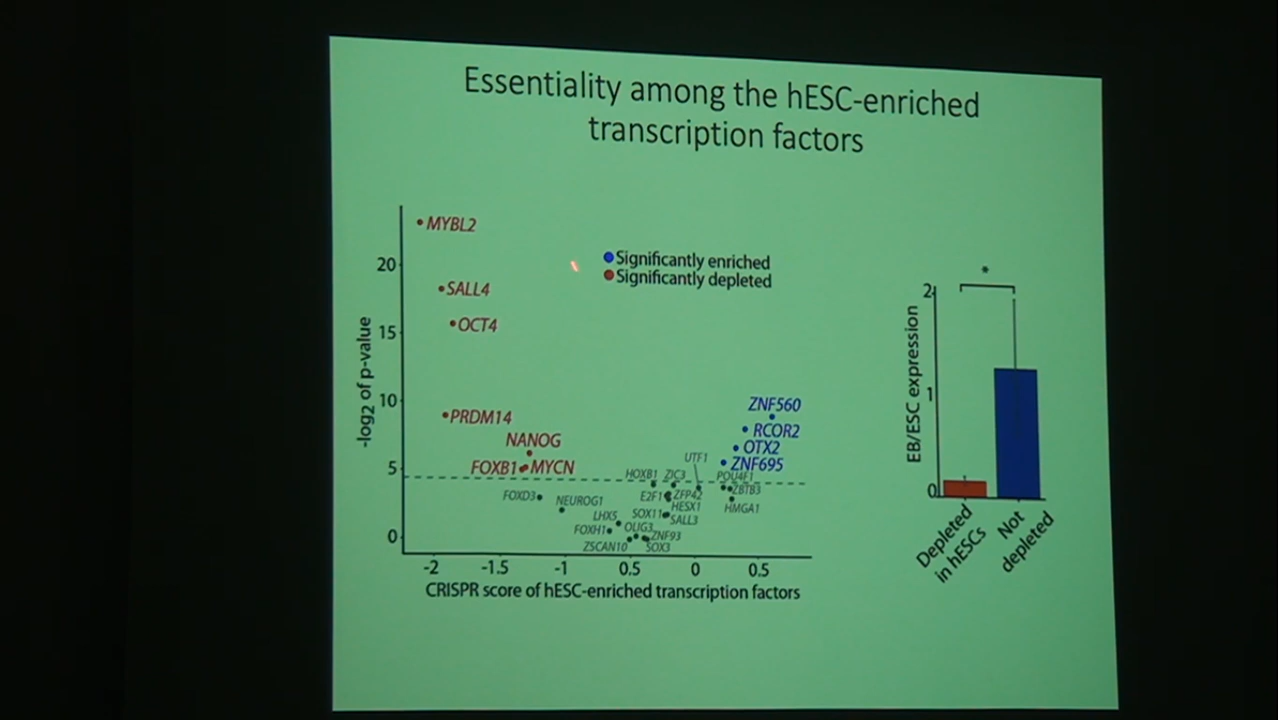 Essentiality among the hESC-enriched
transcription factors
MYBL2
SALL4
OCT4
PRDM14
NANOG
FOXB1
MYCN
Significantly enriched
Significantly depleted
ZNF560
RCOR2
OTX2
ZNF695
UTF1
HOXB1
ZIC3
POU4F1
FOXD3
NEUROG1
E2F1
ZFP42
ZBTB3
HESX1
HMGA1
LHX5
SOX11
SALL3
FOXH1
OLIG3
ZNF93
ZSCAN10
SOX3
20
15
10
5
0
-log2 of p-value
-2
-1.5
-1
0.5
0
0.5
CRISPR score of hESC-enriched transcription factors
*
2
1
0
EB/ESC expression
Depleted
in hESCs
Not
depleted